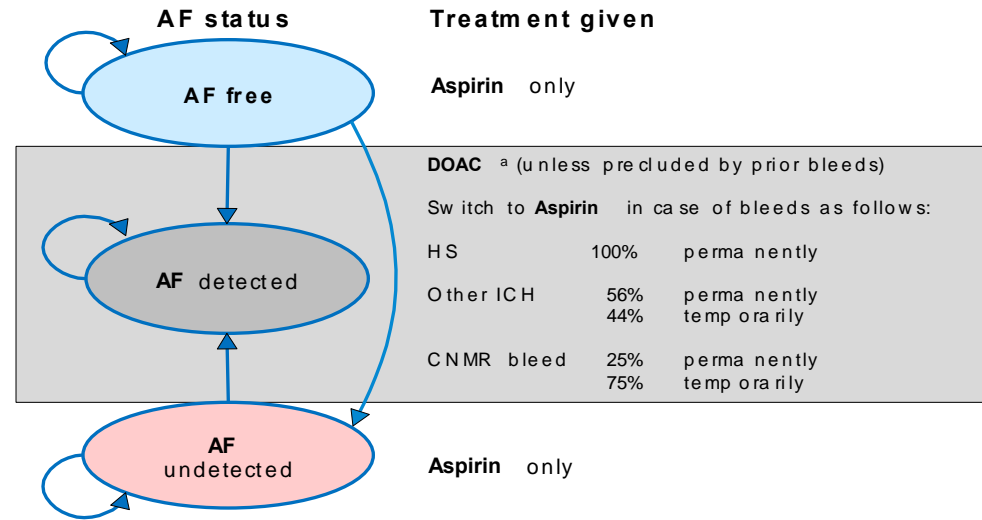 AF status Treatment given
AF free
Aspirin only
DOAC a (unless precluded by prior bleeds)
Switch to Aspirin in case of bleeds as follows:
HS 100% permanently
AF detected
Other ICH 56% permanently
44% temporarily
CNMR bleed 25% permanently
75% temporarily
AF
undetected
Aspirin only